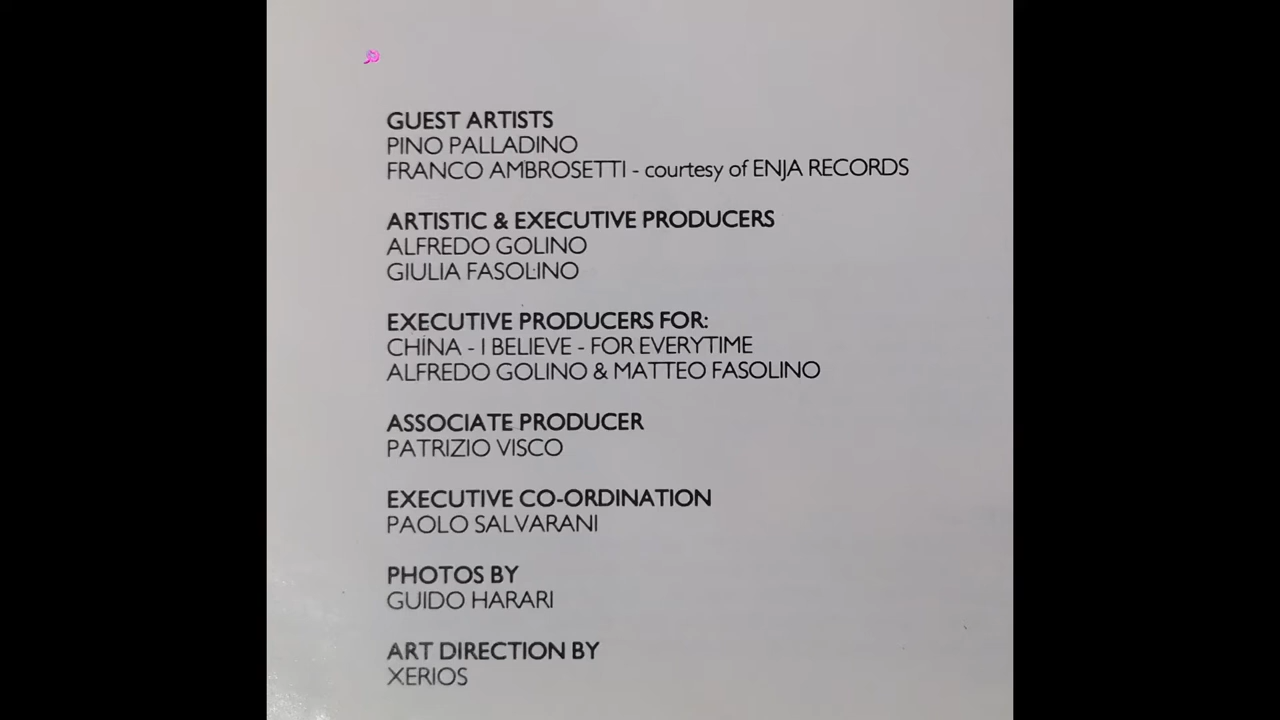 GUEST ARTISTS
PINO PALLADINO
FRANCO AMBROSETTI - courtesy of ENJA RECORDS
ARTISTIC & EXECUTIVE PRODUCERS
ALFREDO GOLINO
GIULIA FASOLINO
EXECUTIVE PRODUCERS FOR:
CHINA - I BELIEVE - FOR EVERYTIME
ALFREDO GOLINO & MATTEO FASOLINO
ASSOCIATE PRODUCER
PATRIZIO VISCO
EXECUTIVE CO-ORDINATION
PAOLO SALVARANI
PHOTOS BY
GUIDO HARARI
ART DIRECTION BY
XERIOS